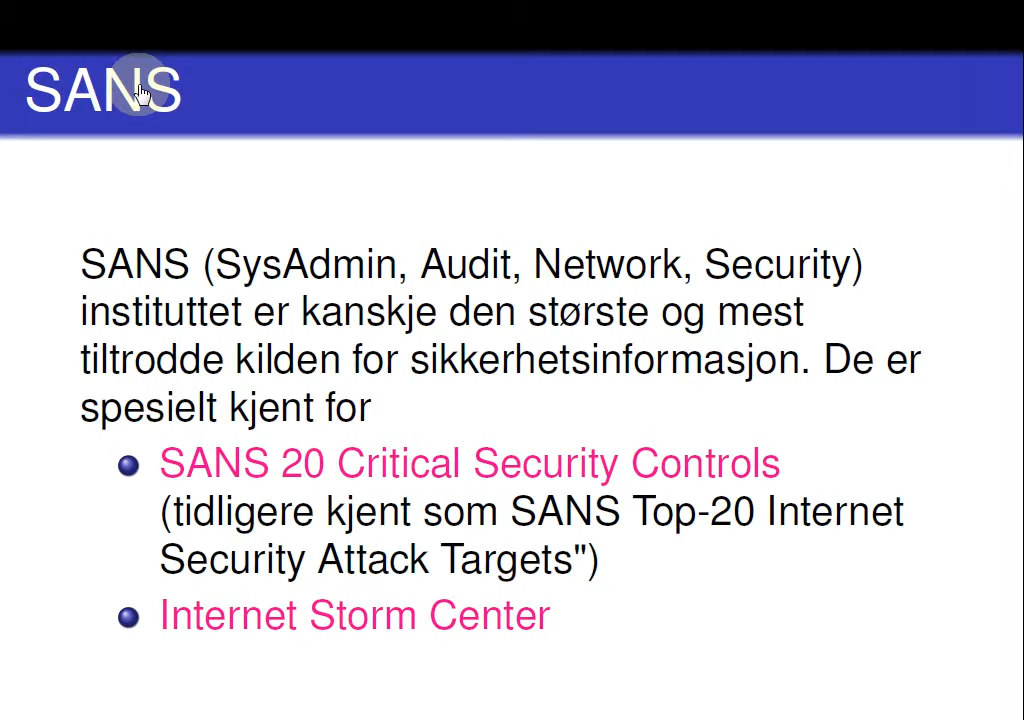 SANS
SANS (SysAdmin, Audit, Network, Security)
instituttet er kanskje den største og mest
tiltrodde kilden for sikkerhetsinformasjon. De er
spesielt kjent for
SANS 20 Critical Security Controls
(tidligere kjent som SANS Top-20 Internet
Security Attack Targets")
Internet Storm Center